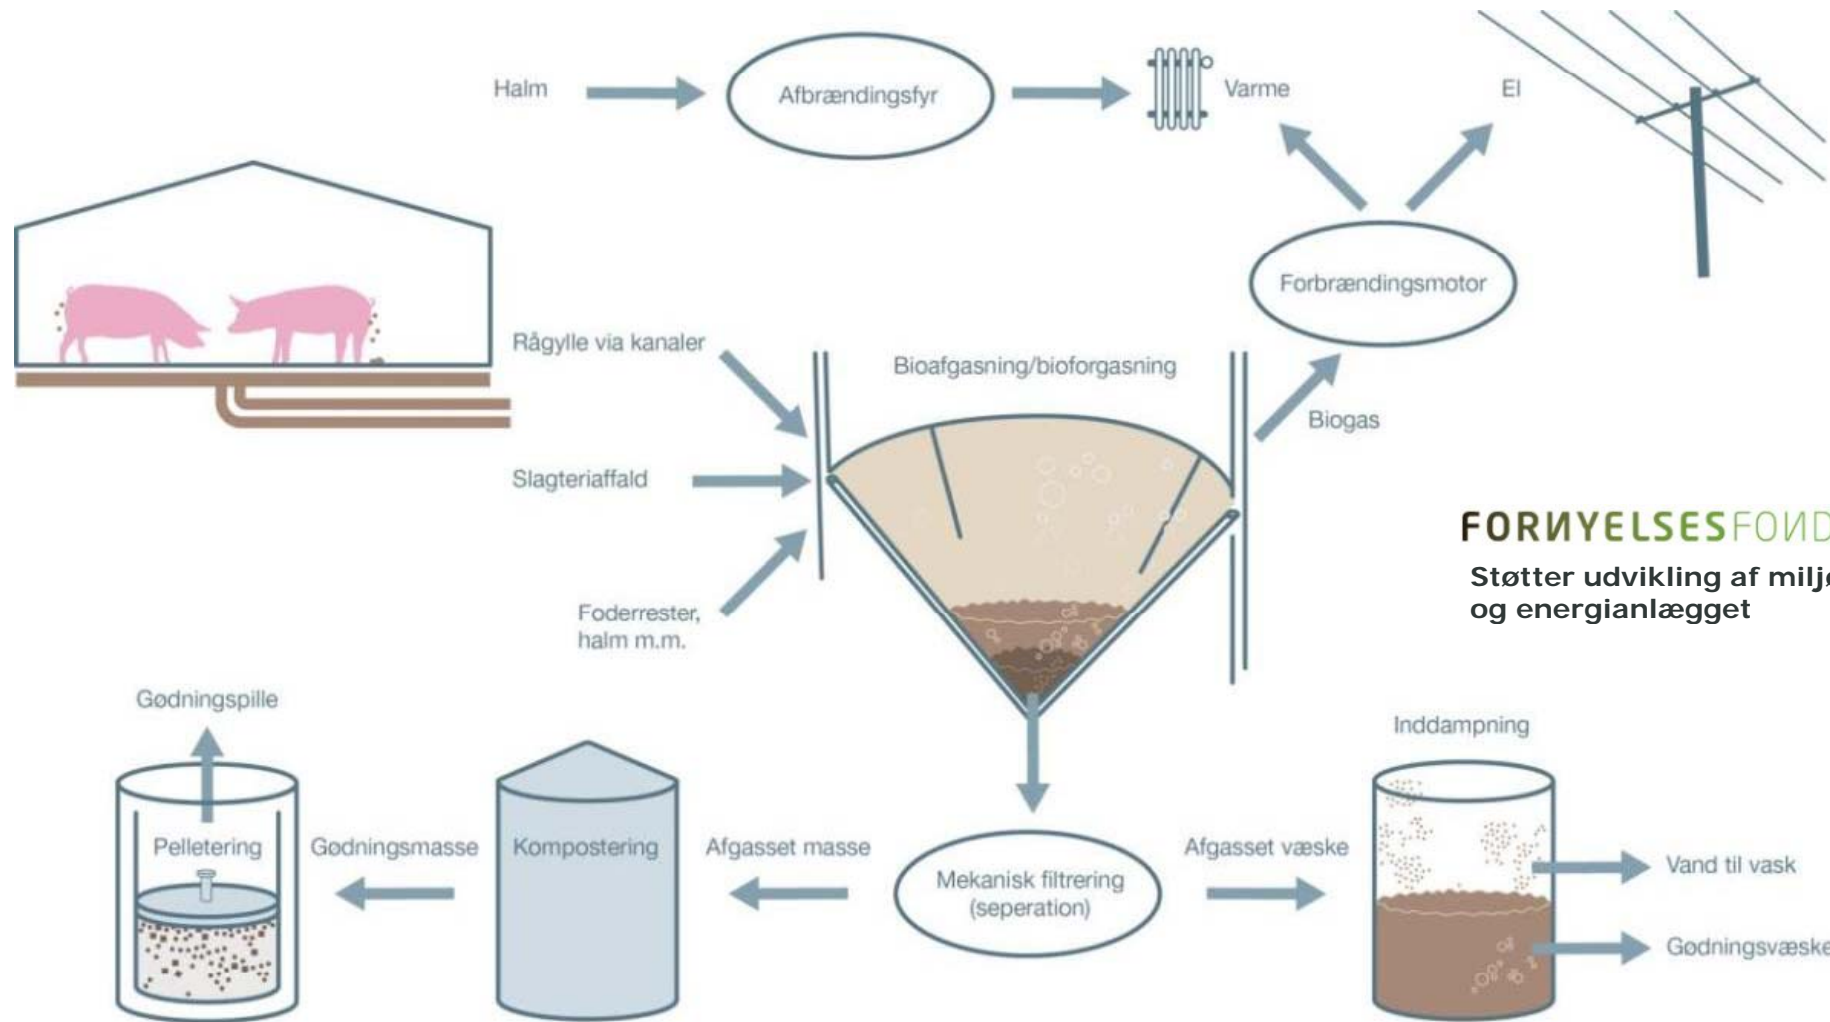 Halm
Afbrændingsfyr
Varme
El
Forbrændingsmotor
Rågylle via kanaler
Bioafgasning/bioforgasning
Biogas
Slagteriaffald
FORNYELSESFOND
Støtter udvikling af miljø
og energianlægget
Foderrester,
halm m.m.
Gødningspille
Inddampning
Pelletering
Gødningsmasse
Kompostering
Afgasset masse
Mekanisk filtrering
(seperation)
Afgasset væske
Vand til vask
Gødningsvæske